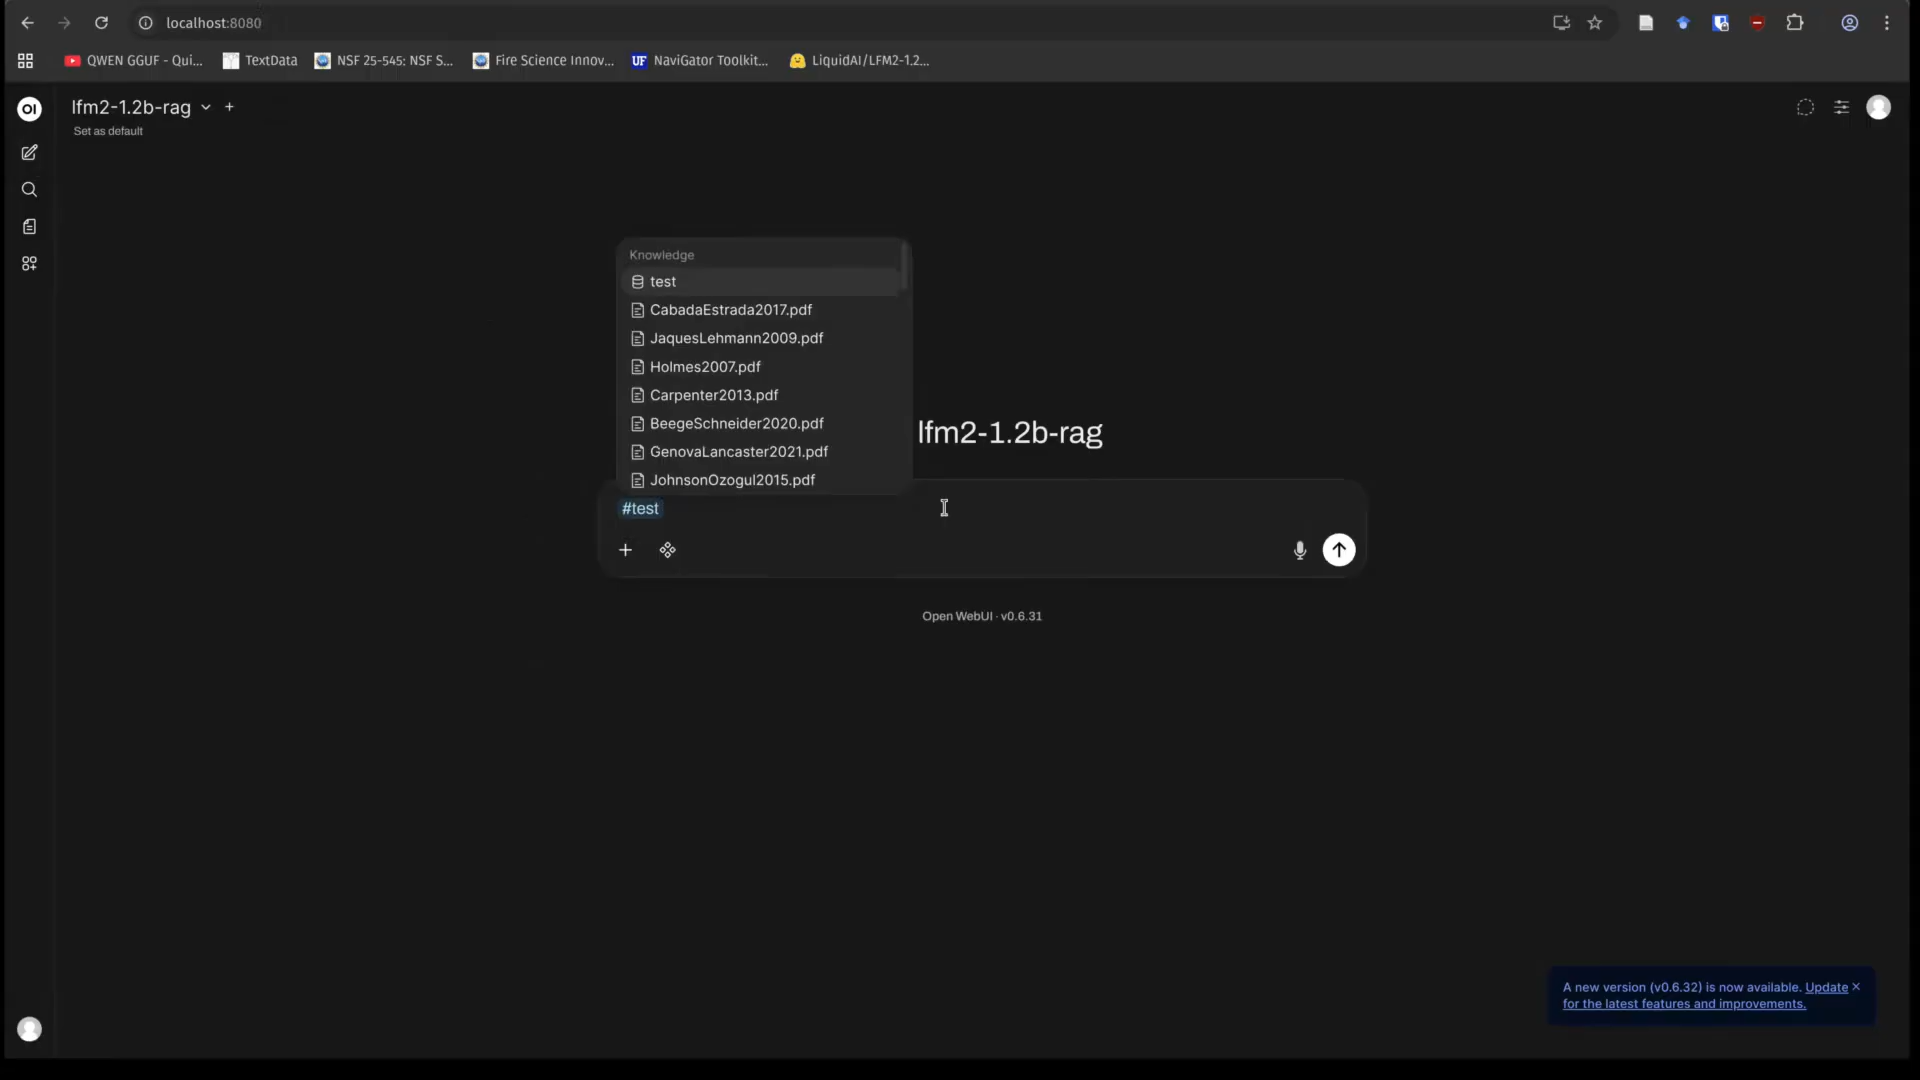 localhost:8080
QWEN GGUF - Qui...
TextData
NSF 25-545: NSF S...
Fire Science Innov...
UF NaviGator Toolkit...
LiquidAI/LFM2-1.2...
OI
lfm2-1.2b-rag
Set as default
Knowledge
test
CabadaEstrada2017.pdf
JaquesLehmann2009.pdf
Holmes2007.pdf
Carpenter2013.pdf
BeegeSchneider2020.pdf
GenovaLancaster2021.pdf
JohnsonOzogul2015.pdf
lfm2-1.2b-rag
#test
Open WebUI · v0.6.31
A new version (v0.6.32) is now available. Update
for the latest features and improvements.